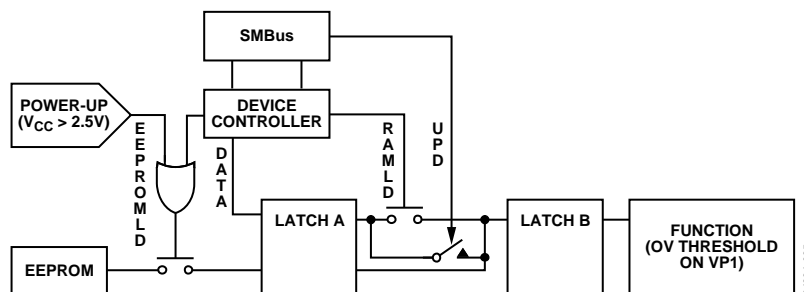 SMBus
POWER-UP
(VCC > 2.5V)
DEVICE
CONTROLLER
EEPROMLD
DATA
RAMLD
UPD
EEPROM
LATCH A
LATCH B
FUNCTION
(OV THRESHOLD
ON VP1)